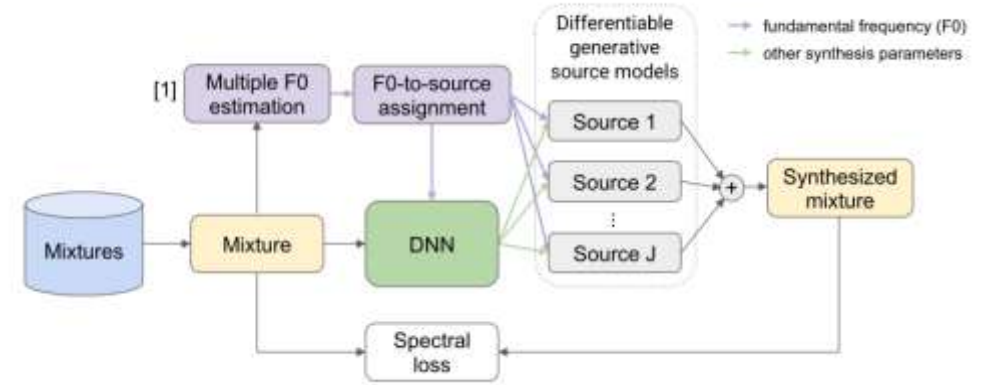 Differentiable
generative
source models
fundamental frequency (F0)
other synthesis parameters
[1]
Multiple F0
estimation
F0-to-source
assignment
Source 1
Source 2
⋮
Source J
+
Synthesized
mixture
Mixtures
Mixture
DNN
Spectral
loss